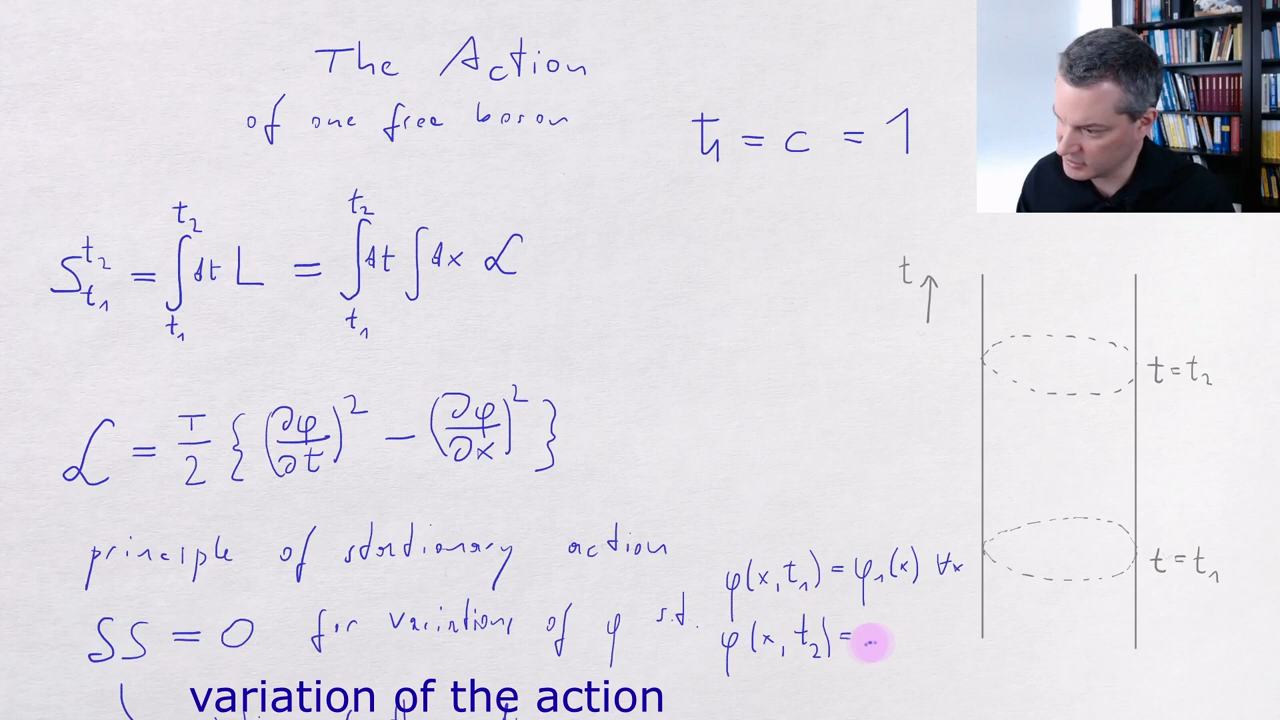 The Action
of one free boson
ħ = c = 1
S_{t_1}^{t_2} = ∫_{t_1}^{t_2} dt L = ∫_{t_1}^{t_2} dt ∫ dx ℒ
t ↑
t = t_2
ℒ = T/2 { (∂φ/∂t)^2 − (∂φ/∂x)^2 }
principle of stationary action
t = t_1
φ(x, t_1) = φ_1(x) ∀x
δS = 0 for variations of φ s.t.
φ(x, t_2) = ..
variation of the action